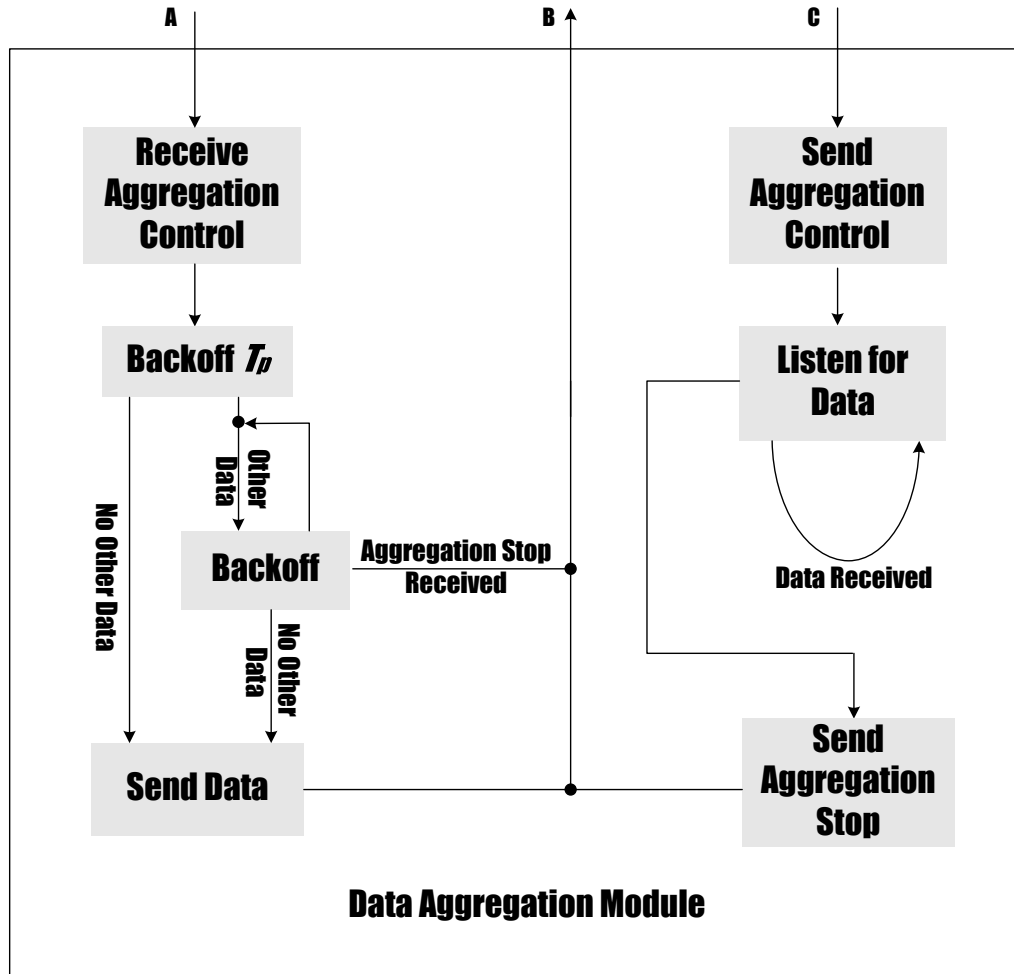 A
B
C
Receive
Aggregation
Control
Send
Aggregation
Control
Backoff Tp
Listen for
Data
Other
Data
No Other Data
Backoff
Aggregation Stop
Received
Data Received
No Other
Data
Send Data
Send
Aggregation
Stop
Data Aggregation Module